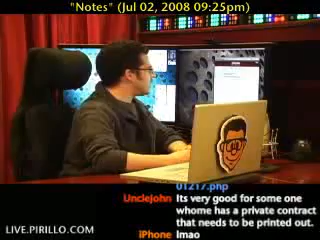 "Notes" (Jul 02, 2008 09:25pm)
01217.php
UncleJohn Its very good for some one
whome has a private contract
that needs to be printed out.
LIVE.PIRILLO.COM
iPhone lmao